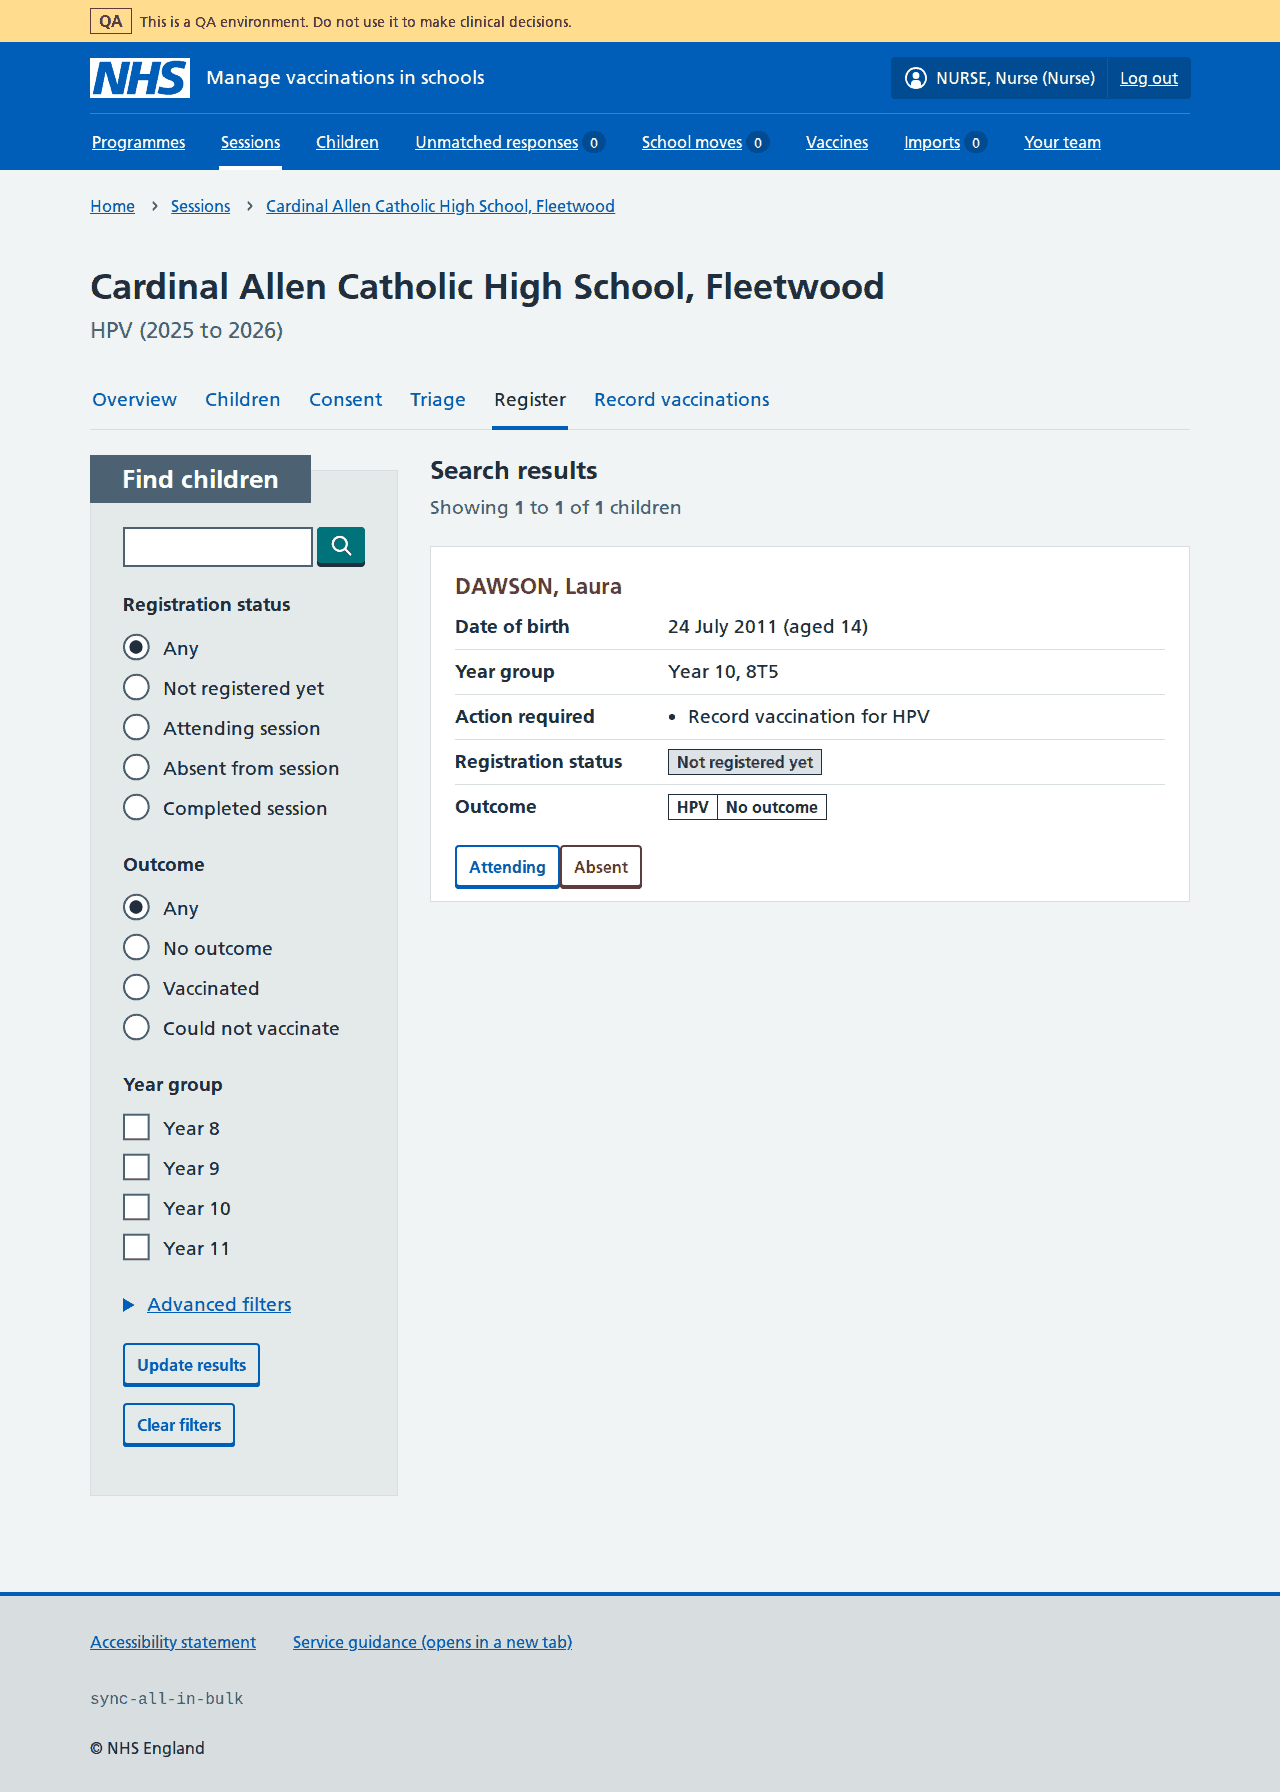 QA This is a QA environment. Do not use it to make clinical decisions.
NHS Manage vaccinations in schools NURSE, Nurse (Nurse) Log out
Programmes Sessions Children Unmatched responses 0 School moves 0 Vaccines Imports 0 Your team
Home Sessions Cardinal Allen Catholic High School, Fleetwood
Cardinal Allen Catholic High School, Fleetwood
HPV (2025 to 2026)
Overview Children Consent Triage Register Record vaccinations
Find children
Registration status
Any
Not registered yet
Attending session
Absent from session
Completed session
Outcome
Any
No outcome
Vaccinated
Could not vaccinate
Year group
Year 8
Year 9
Year 10
Year 11
Advanced filters
Update results
Clear filters
Search results
Showing 1 to 1 of 1 children
DAWSON, Laura
Date of birth 24 July 2011 (aged 14)
Year group Year 10, 8T5
Action required • Record vaccination for HPV
Registration status Not registered yet
Outcome HPV No outcome
Attending Absent
Accessibility statement Service guidance (opens in a new tab)
sync-all-in-bulk
© NHS England